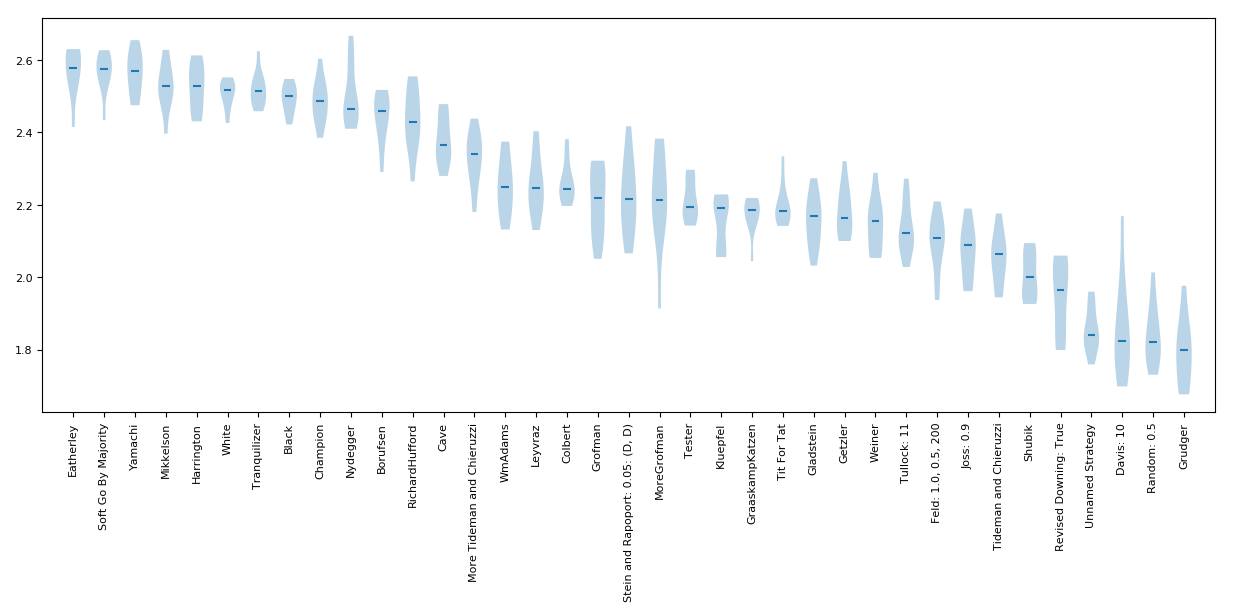 2.6
2.4
2.2
2.0
1.8
Eatherley
Soft Go By Majority
Yamachi
Mikkelson
Harrington
White
Tranquilizer
Black
Champion
Nydegger
Borufsen
RichardHufford
Cave
More Tideman and Chieruzzi
WmAdams
Leyvraz
Colbert
Grofman
Stein and Rapoport: 0.05: (D, D)
MoreGrofman
Tester
Kluepfel
GraaskampKatzen
Tit For Tat
Gladstein
Getzler
Weiner
Tullock: 11
Feld: 1.0, 0.5, 200
Joss: 0.9
Tideman and Chieruzzi
Shubik
Revised Downing: True
Unnamed Strategy
Davis: 10
Random: 0.5
Grudger